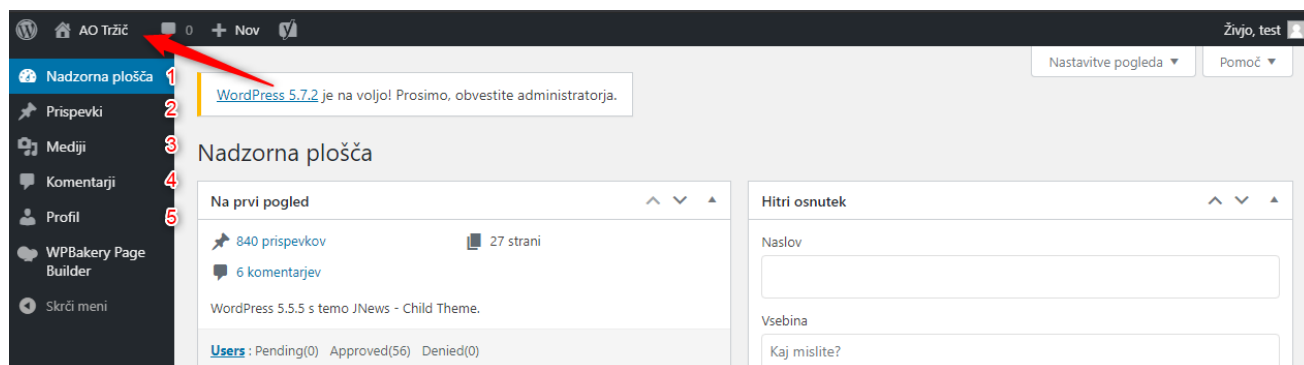 AO Tržič 0 + Nov Živjo, test
Nastavitve pogleda ▼ Pomoč ▼
Nadzorna plošča 1
Prispevki 2
Mediji 3
Komentarji 4
Profil 5
WPBakery Page
Builder
Skrči meni
WordPress 5.7.2 je na voljo! Prosimo, obvestite administratorja.
Nadzorna plošča
Na prvi pogled
840 prispevkov 27 strani
6 komentarjev
WordPress 5.5.5 s temo JNews - Child Theme.
Users : Pending(0) Approved(56) Denied(0)
Hitri osnutek
Naslov
Vsebina
Kaj mislite?